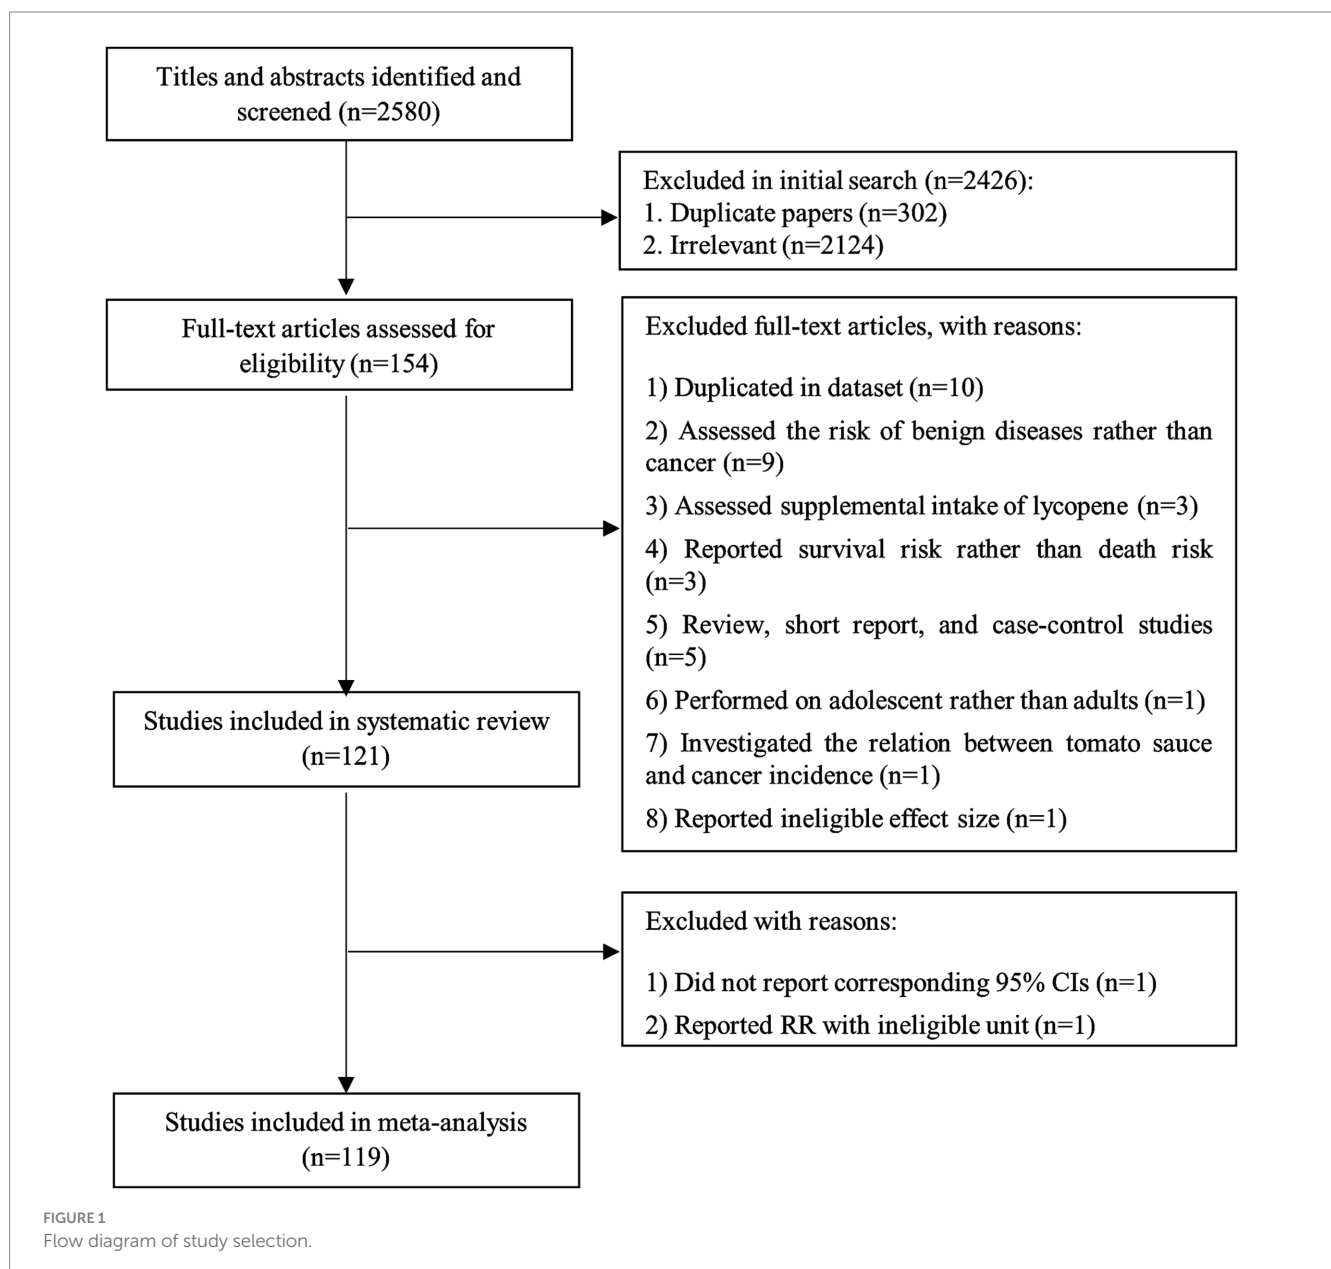 Titles and abstracts identified and
screened (n=2580)
Excluded in initial search (n=2426):
1. Duplicate papers (n=302)
2. Irrelevant (n=2124)
Full-text articles assessed for
eligibility (n=154)
Excluded full-text articles, with reasons:
1) Duplicated in dataset (n=10)
2) Assessed the risk of benign diseases rather than
cancer (n=9)
3) Assessed supplemental intake of lycopene (n=3)
4) Reported survival risk rather than death risk
(n=3)
5) Review, short report, and case-control studies
(n=5)
6) Performed on adolescent rather than adults (n=1)
7) Investigated the relation between tomato sauce
and cancer incidence (n=1)
8) Reported ineligible effect size (n=1)
Studies included in systematic review
(n=121)
Excluded with reasons:
1) Did not report corresponding 95% CIs (n=1)
2) Reported RR with ineligible unit (n=1)
Studies included in meta-analysis
(n=119)
FIGURE 1
Flow diagram of study selection.